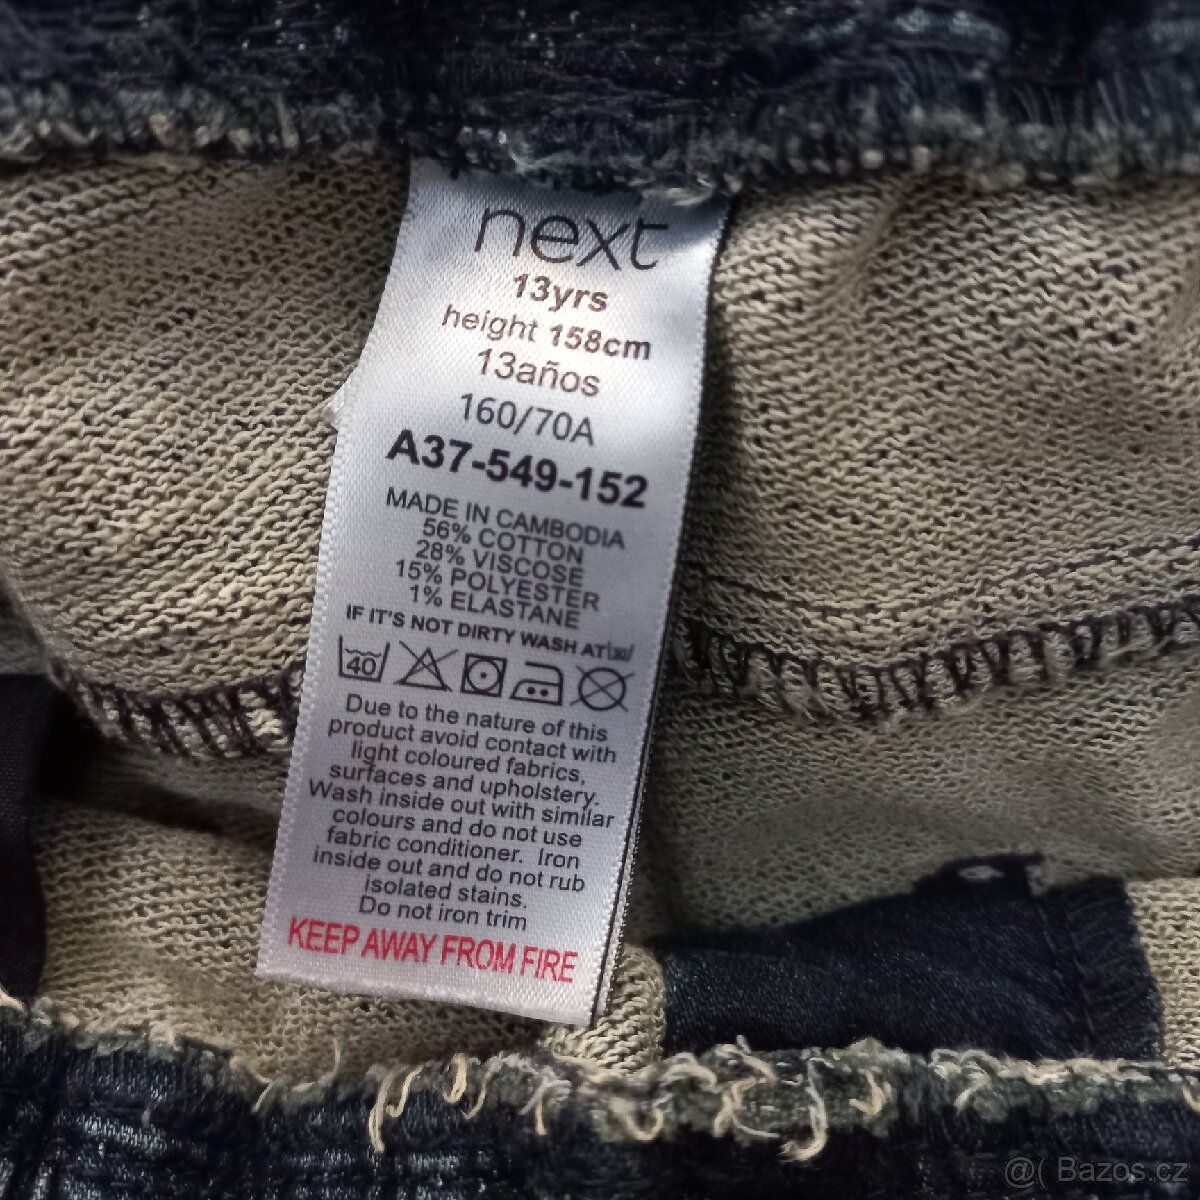 next
13yrs
height 158cm
13años
160/70A
A37-549-152
MADE IN CAMBODIA
56% COTTON
28% VISCOSE
15% POLYESTER
1% ELASTANE
IF IT'S NOT DIRTY WASH AT
40
Due to the nature of this
product avoid contact with
light coloured fabrics,
surfaces and upholstery.
Wash inside out with similar
colours and do not use
fabric conditioner. Iron
inside out and do not rub
isolated stains.
Do not iron trim
KEEP AWAY FROM FIRE
@( Bazos.cz